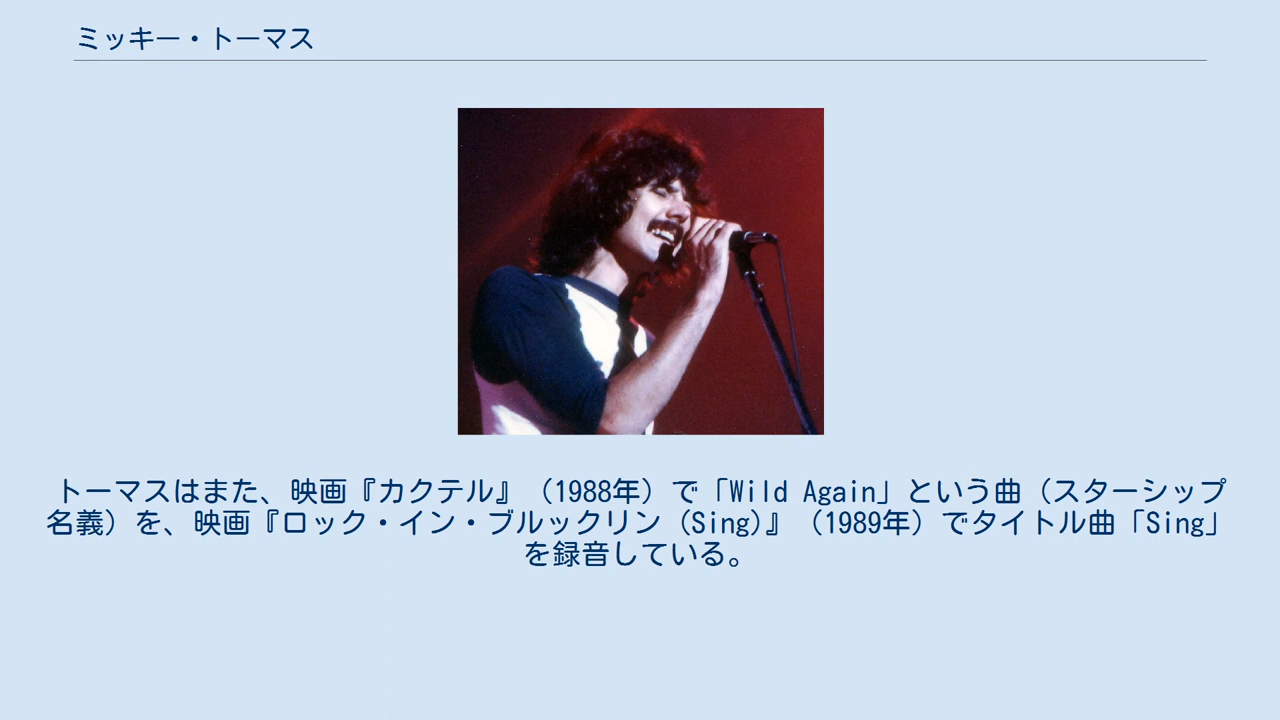 ミッキー・トーマス
トーマスはまた、映画『カクテル』（1988年）で「Wild Again」という曲（スターシップ
名義）を、映画『ロック・イン・ブルックリン（Sing)』（1989年）でタイトル曲「Sing」
を録音している。